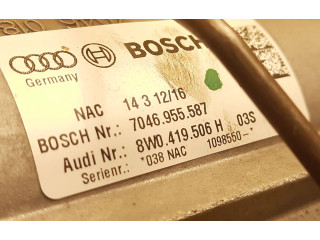 BOSCH
Germany
NAC 14 3 12/16
BOSCH Nr.: 7046.955.587
Audi Nr.: 8W0.419.506 H 03S
Serienr.: *038 NAC 1098550